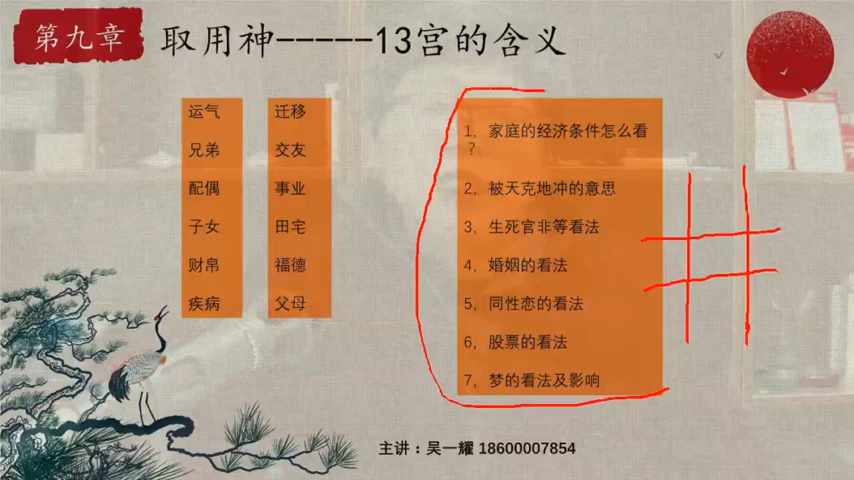 第九章
取用神-----13宫的含义
运气
兄弟
配偶
子女
财帛
疾病
迁移
交友
事业
田宅
福德
父母
1，家庭的经济条件怎么看
？
2，被天克地冲的意思
3，生死官非等看法
4，婚姻的看法
5，同性恋的看法
6，股票的看法
7，梦的看法及影响
主讲：吴一耀 18600007854